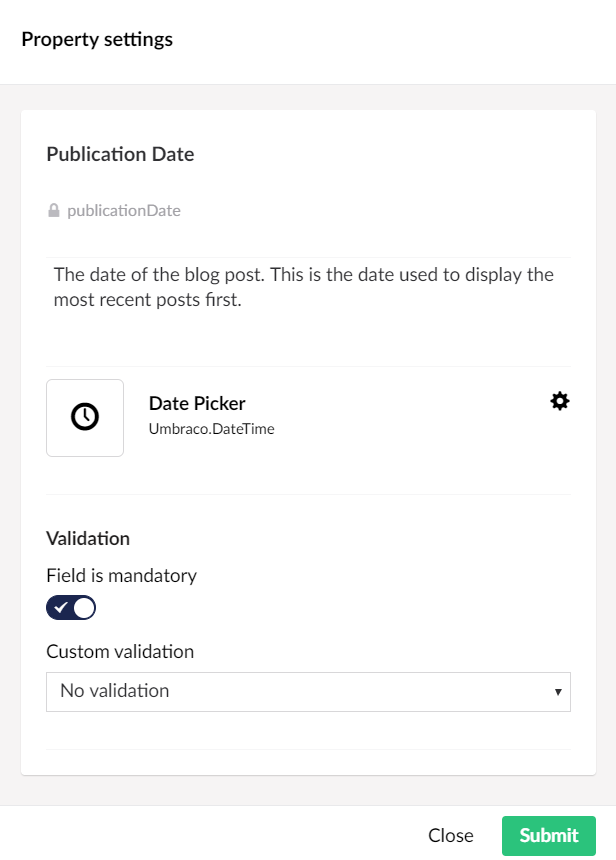 Property settings
Publication Date
publicationDate
The date of the blog post. This is the date used to display the
most recent posts first.
Date Picker
Umbraco.DateTime
Validation
Field is mandatory
Custom validation
No validation
Close
Submit